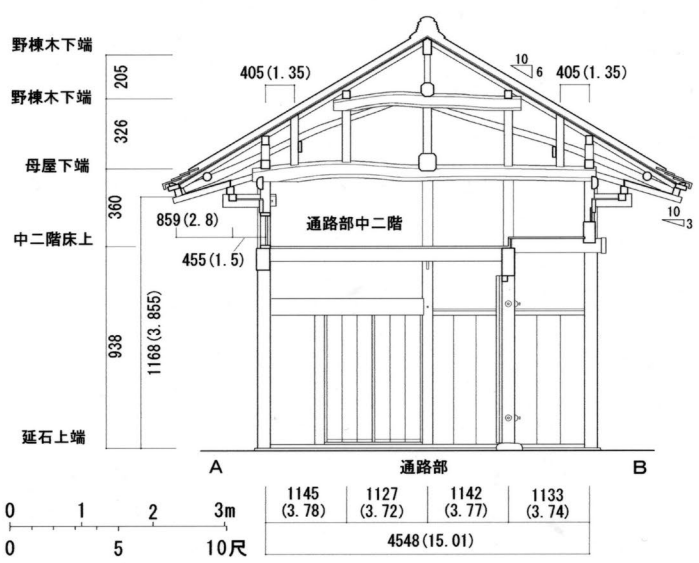 野棟木下端
野棟木下端
母屋下端
中二階床上
延石上端
205
326
360
938
1168(3.855)
405(1.35)
10
6
405(1.35)
859(2.8)
455(1.5)
通路部中二階
10
3
A
通路部
B
1145
(3.78)
1127
(3.72)
1142
(3.77)
1133
(3.74)
4548(15.01)
0 1 2 3m
0 5 10尺